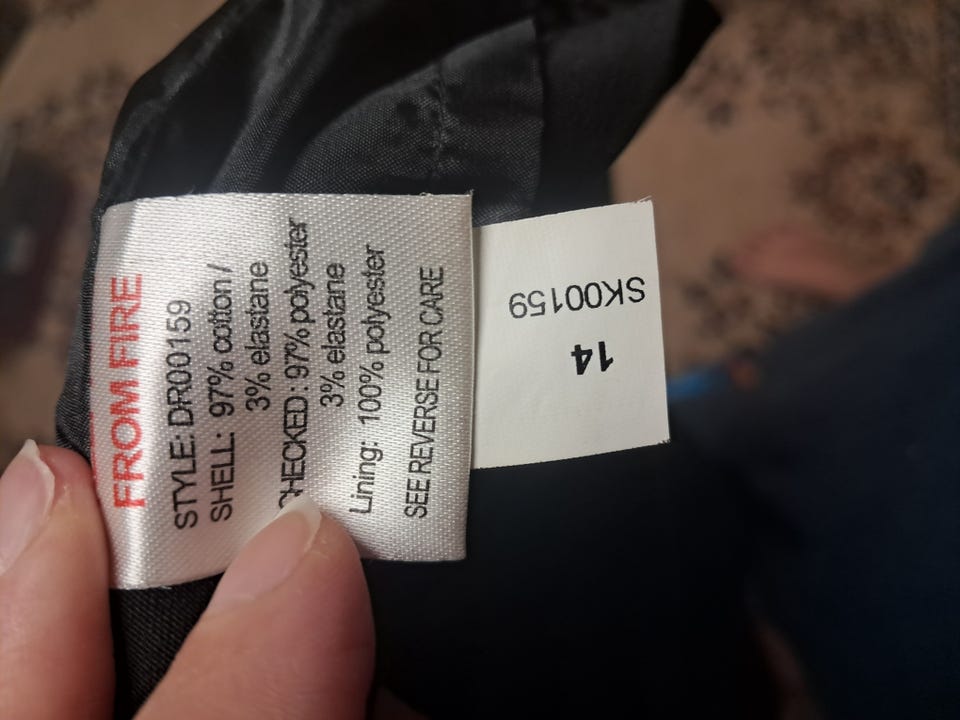 FROM FIRE
STYLE: DR00159
SHELL: 97% cotton /
3% elastane
CHECKED : 97% polyester
3% elastane
Lining: 100% polyester
SEE REVERSE FOR CARE
SK00159
14